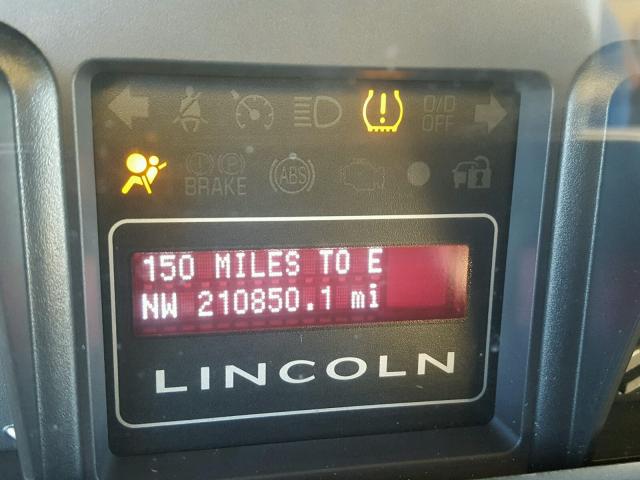 O/D
OFF
BRAKE
ABS
150 MILES TO E
NW 210850.1 mi
LINCOLN